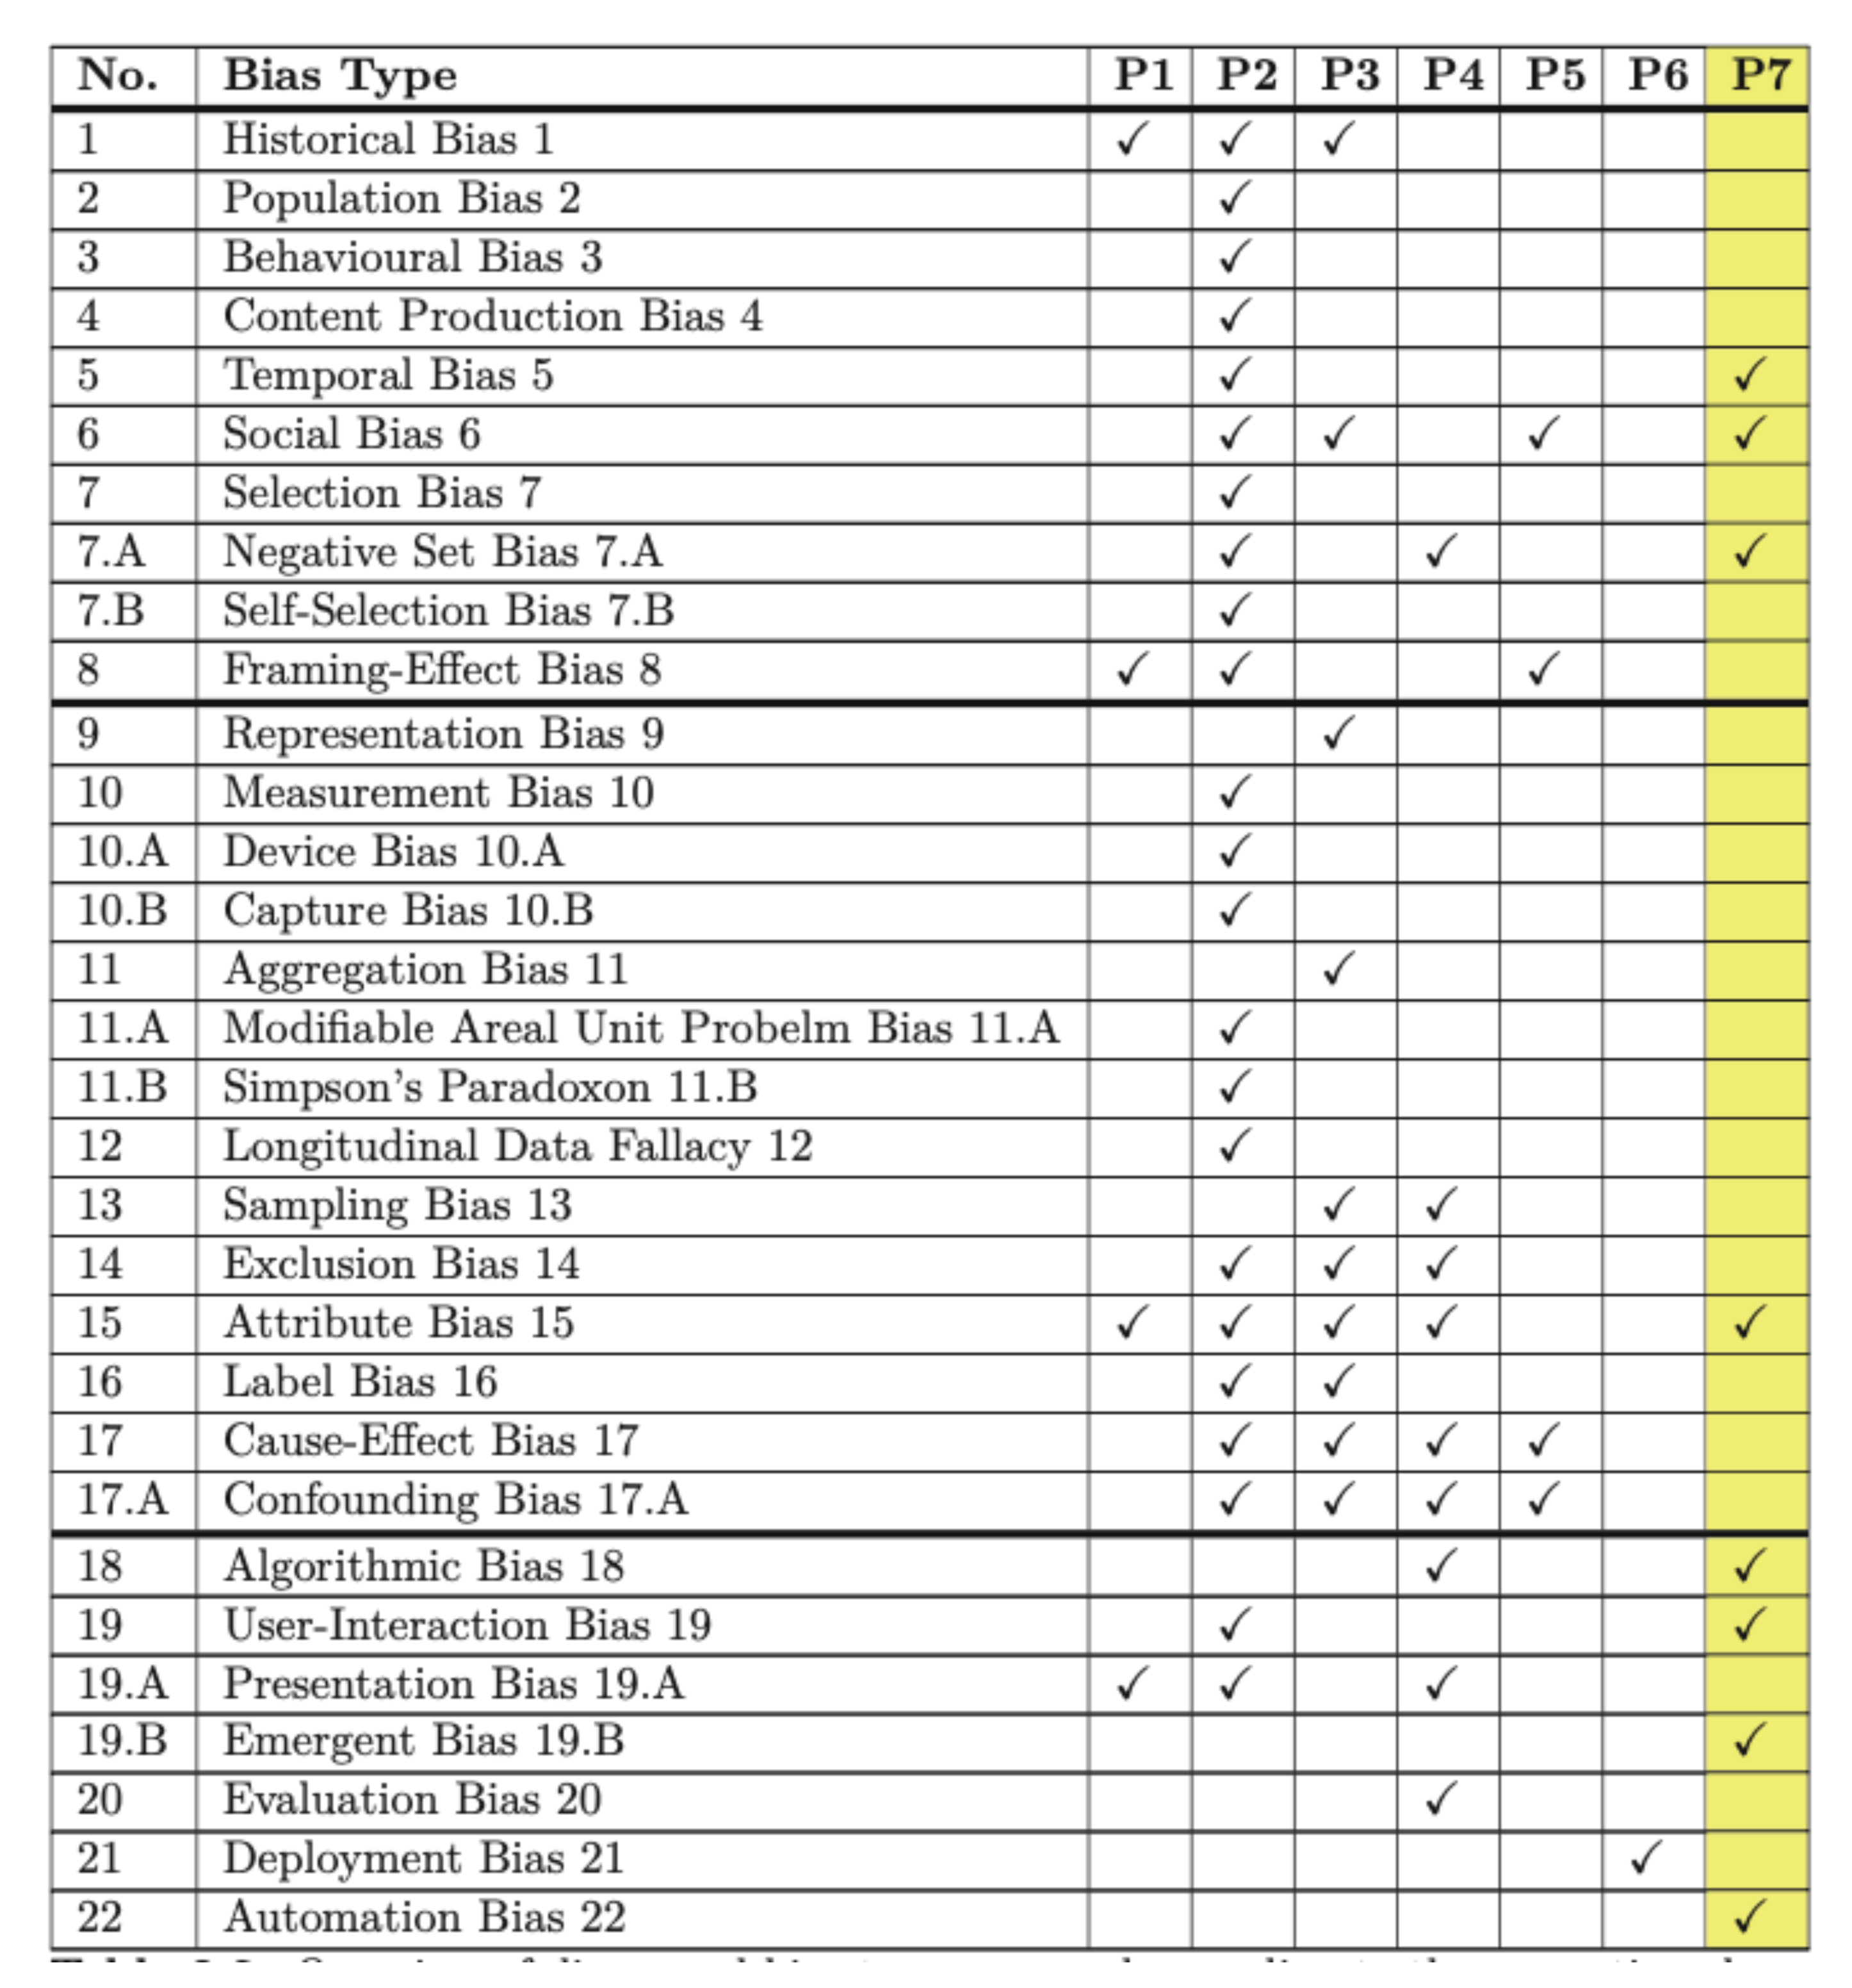 No. Bias Type P1 P2 P3 P4 P5 P6 P7
1 Historical Bias 1 ✓ ✓ ✓
2 Population Bias 2 ✓
3 Behavioural Bias 3 ✓
4 Content Production Bias 4 ✓
5 Temporal Bias 5 ✓ ✓
6 Social Bias 6 ✓ ✓ ✓ ✓
7 Selection Bias 7 ✓
7.A Negative Set Bias 7.A ✓ ✓ ✓
7.B Self-Selection Bias 7.B ✓
8 Framing-Effect Bias 8 ✓ ✓ ✓
9 Representation Bias 9 ✓
10 Measurement Bias 10 ✓
10.A Device Bias 10.A ✓
10.B Capture Bias 10.B ✓
11 Aggregation Bias 11 ✓
11.A Modifiable Areal Unit Probelm Bias 11.A ✓
11.B Simpson's Paradoxon 11.B ✓
12 Longitudinal Data Fallacy 12 ✓
13 Sampling Bias 13 ✓ ✓
14 Exclusion Bias 14 ✓ ✓ ✓
15 Attribute Bias 15 ✓ ✓ ✓ ✓ ✓
16 Label Bias 16 ✓ ✓
17 Cause-Effect Bias 17 ✓ ✓ ✓ ✓
17.A Confounding Bias 17.A ✓ ✓ ✓ ✓
18 Algorithmic Bias 18 ✓ ✓
19 User-Interaction Bias 19 ✓ ✓
19.A Presentation Bias 19.A ✓ ✓ ✓
19.B Emergent Bias 19.B ✓
20 Evaluation Bias 20 ✓
21 Deployment Bias 21 ✓
22 Automation Bias 22 ✓